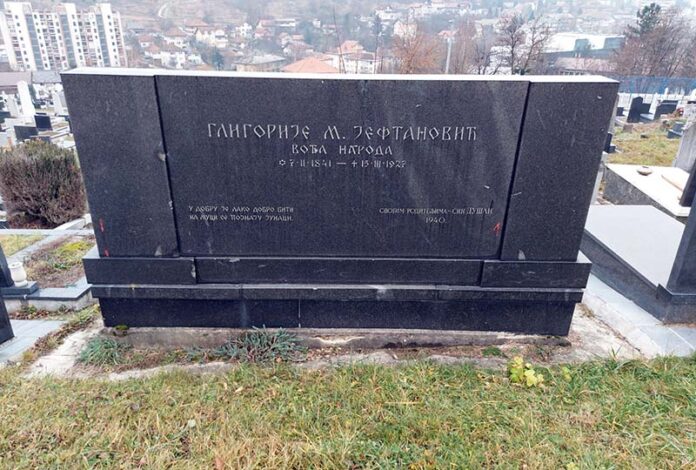 ГЛИГОРИЈЕ М. ЈЕФТАНОВИЋ
ВОЂА НАРОДА
✡ 7-II-1841 — ✝ 15-III-1927
У ДОБРУ ЈЕ ЛАКО ДОБРО БИТИ
НА МУЦИ СЕ ПОЗНАЈУ ЈУНАЦИ.
СВОЈИМ РОДИТЕЉИМА - СИН ДУШАН
1940.